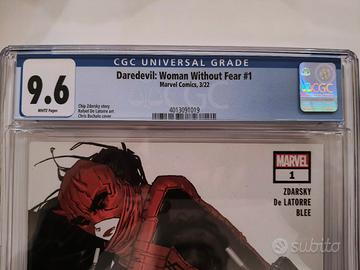 CGC UNIVERSAL GRADE
9.6
WHITE Pages
Daredevil: Woman Without Fear #1
Marvel Comics, 3/22
Chip Zdarsky story
Rafael De Latorre art
Chris Bachalo cover
4013091019
CGC
MARVEL
1
ZDARSKY
De LATORRE
BLEE
subito